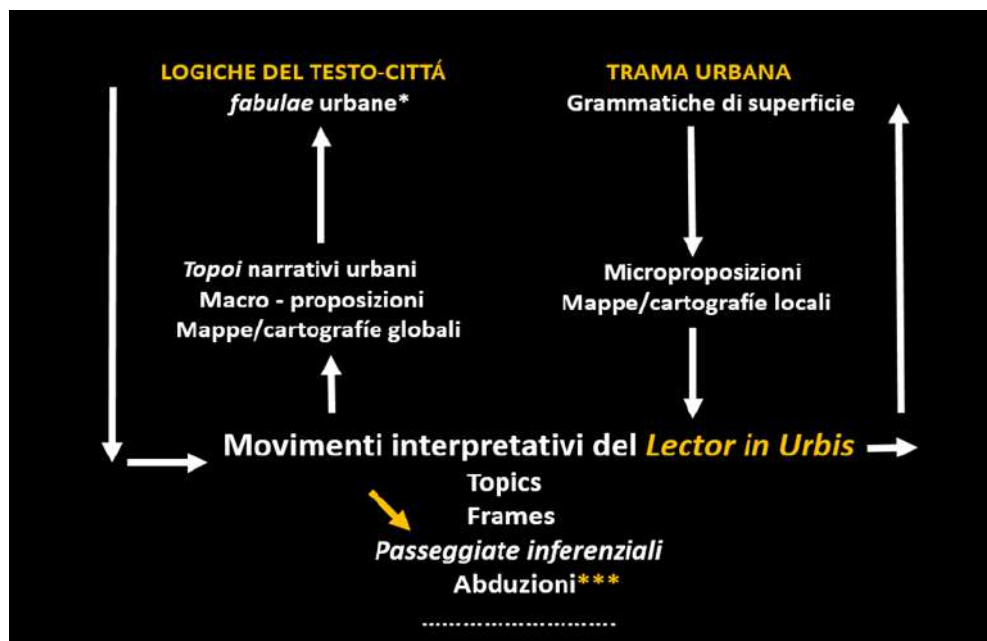 LOGICHE DEL TESTO-CITTÁ
fabulae urbane*
Topoi narrativi urbani
Macro - proposizioni
Mappe/cartografíe globali
TRAMA URBANA
Grammatiche di superficie
Microproposizioni
Mappe/cartografíe locali
Movimenti interpretativi del Lector in Urbis
Topics
Frames
Passeggiate inferenziali
Abduzioni***
............................